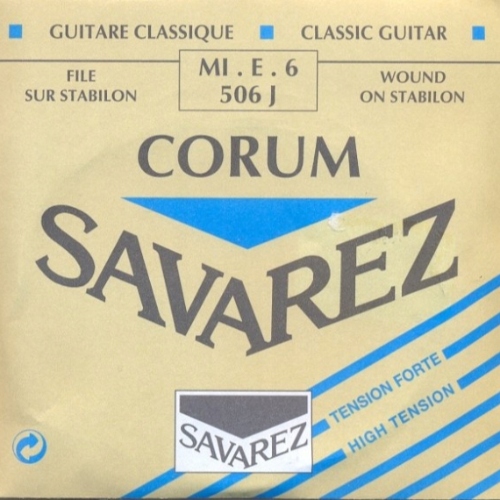 GUITARE CLASSIQUE
CLASSIC GUITAR
FILE
SUR STABILON
MI . E . 6
506 J
WOUND
ON STABILON
CORUM
SAVAREZ
TENSION FORTE
HIGH TENSION
SAVAREZ